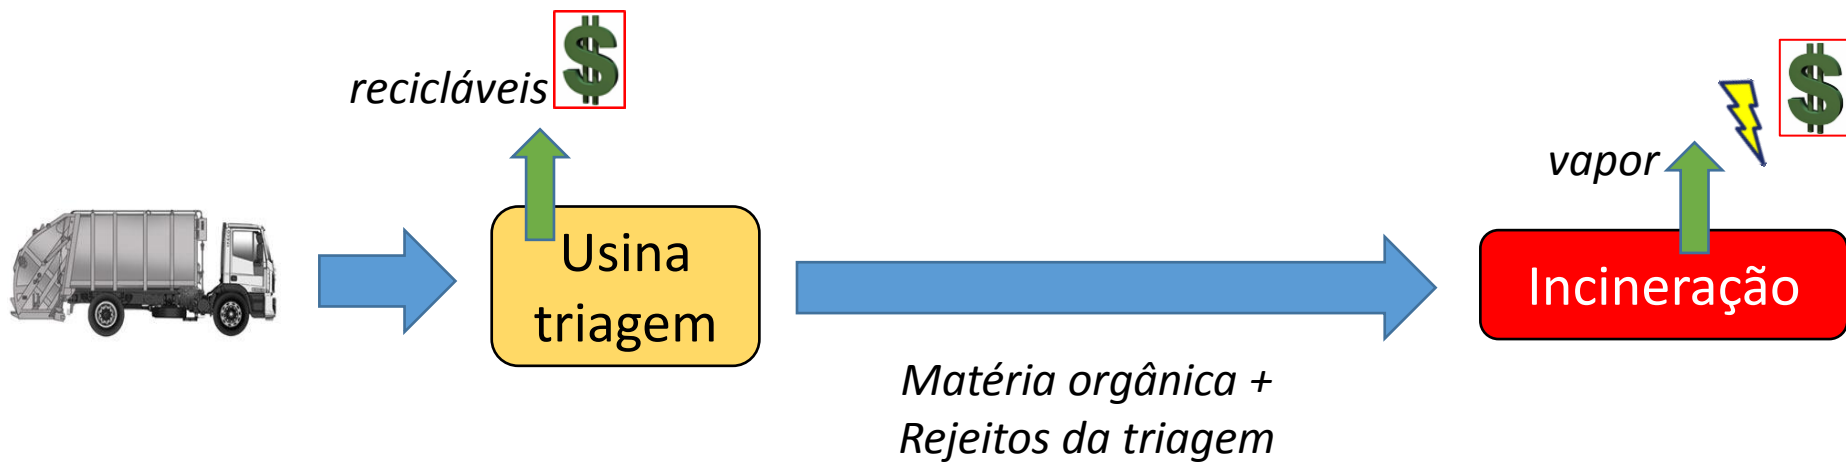 recicláveis
$
$
vapor
Usina
triagem
Incineração
Matéria orgânica +
Rejeitos da triagem